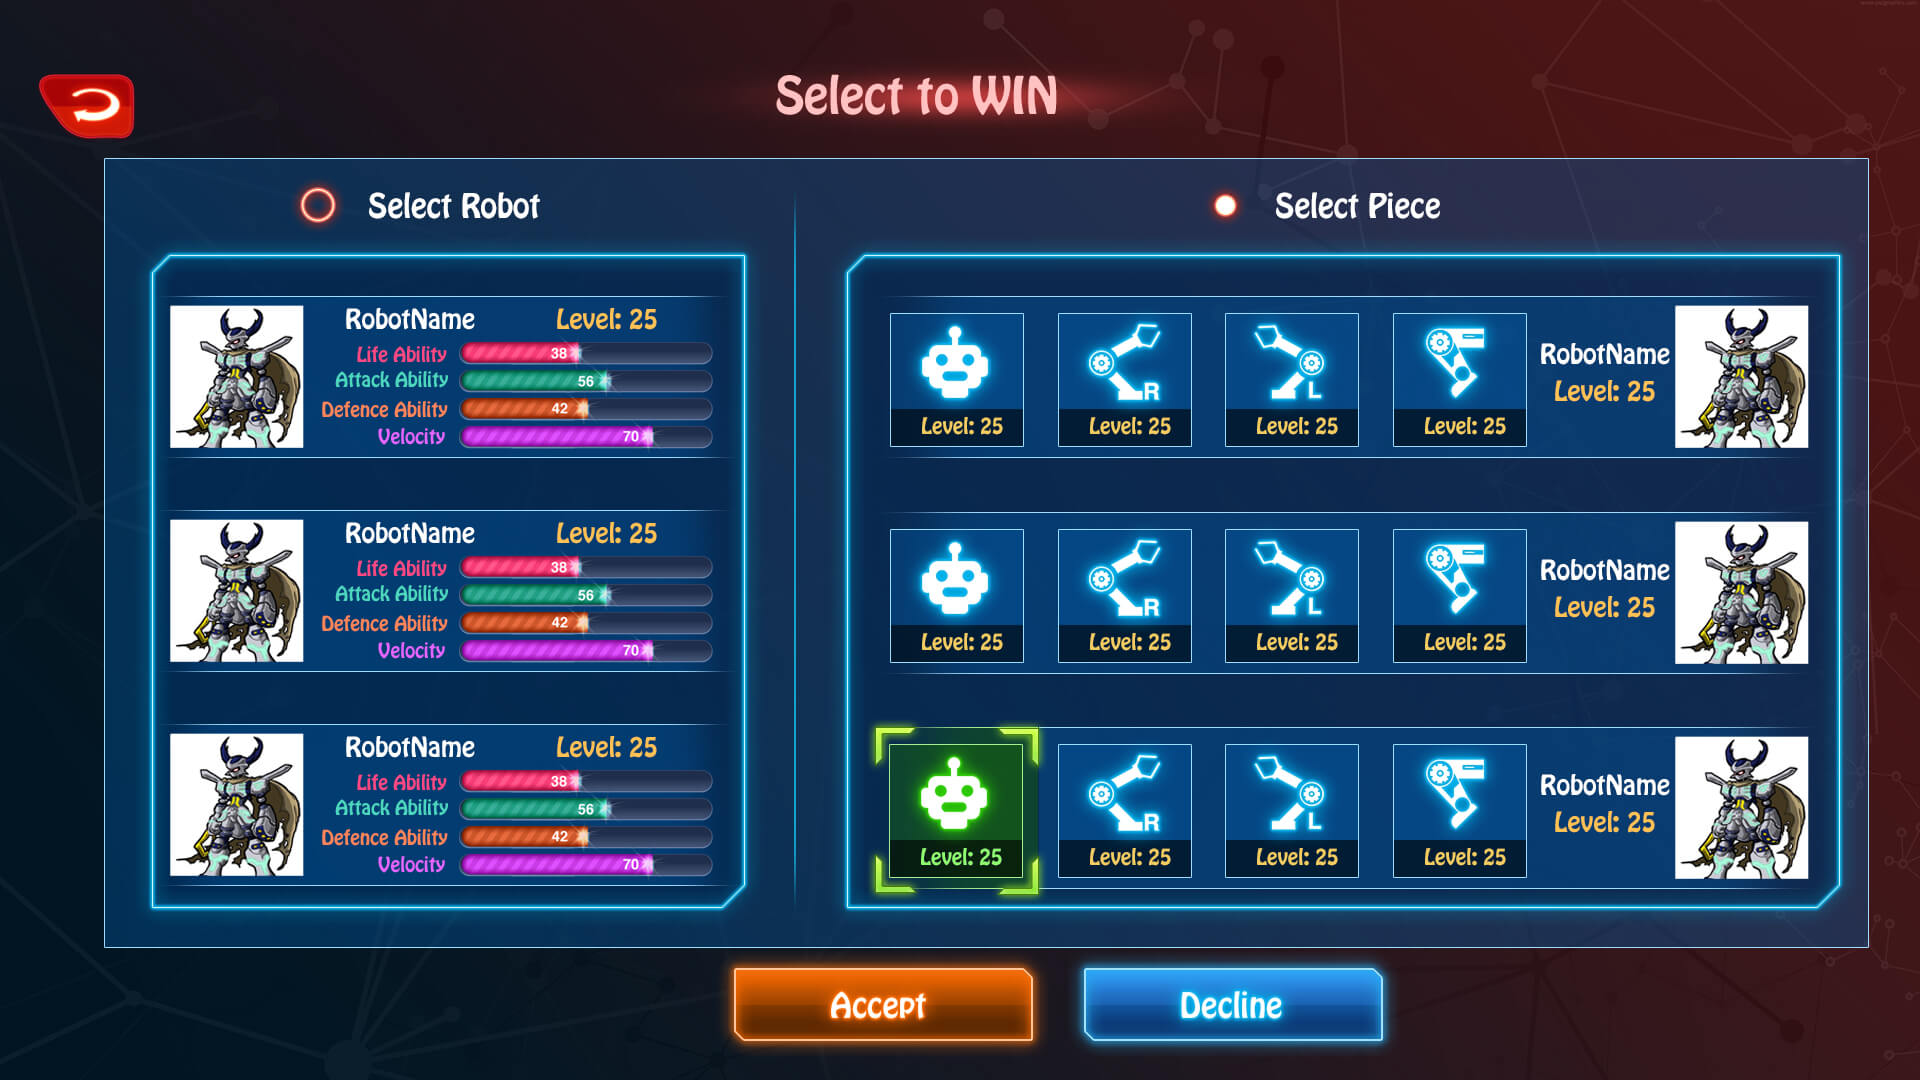 Select to WIN
Select Robot
RobotName Level: 25
Life Ability 38
Attack Ability 56
Defence Ability 42
Velocity 70
RobotName Level: 25
Life Ability 38
Attack Ability 56
Defence Ability 42
Velocity 70
RobotName Level: 25
Life Ability 38
Attack Ability 56
Defence Ability 42
Velocity 70
Select Piece
R L
RobotName
Level: 25
Level: 25 Level: 25 Level: 25 Level: 25
R L
RobotName
Level: 25
Level: 25 Level: 25 Level: 25 Level: 25
R L
RobotName
Level: 25
Level: 25 Level: 25 Level: 25 Level: 25
Accept Decline